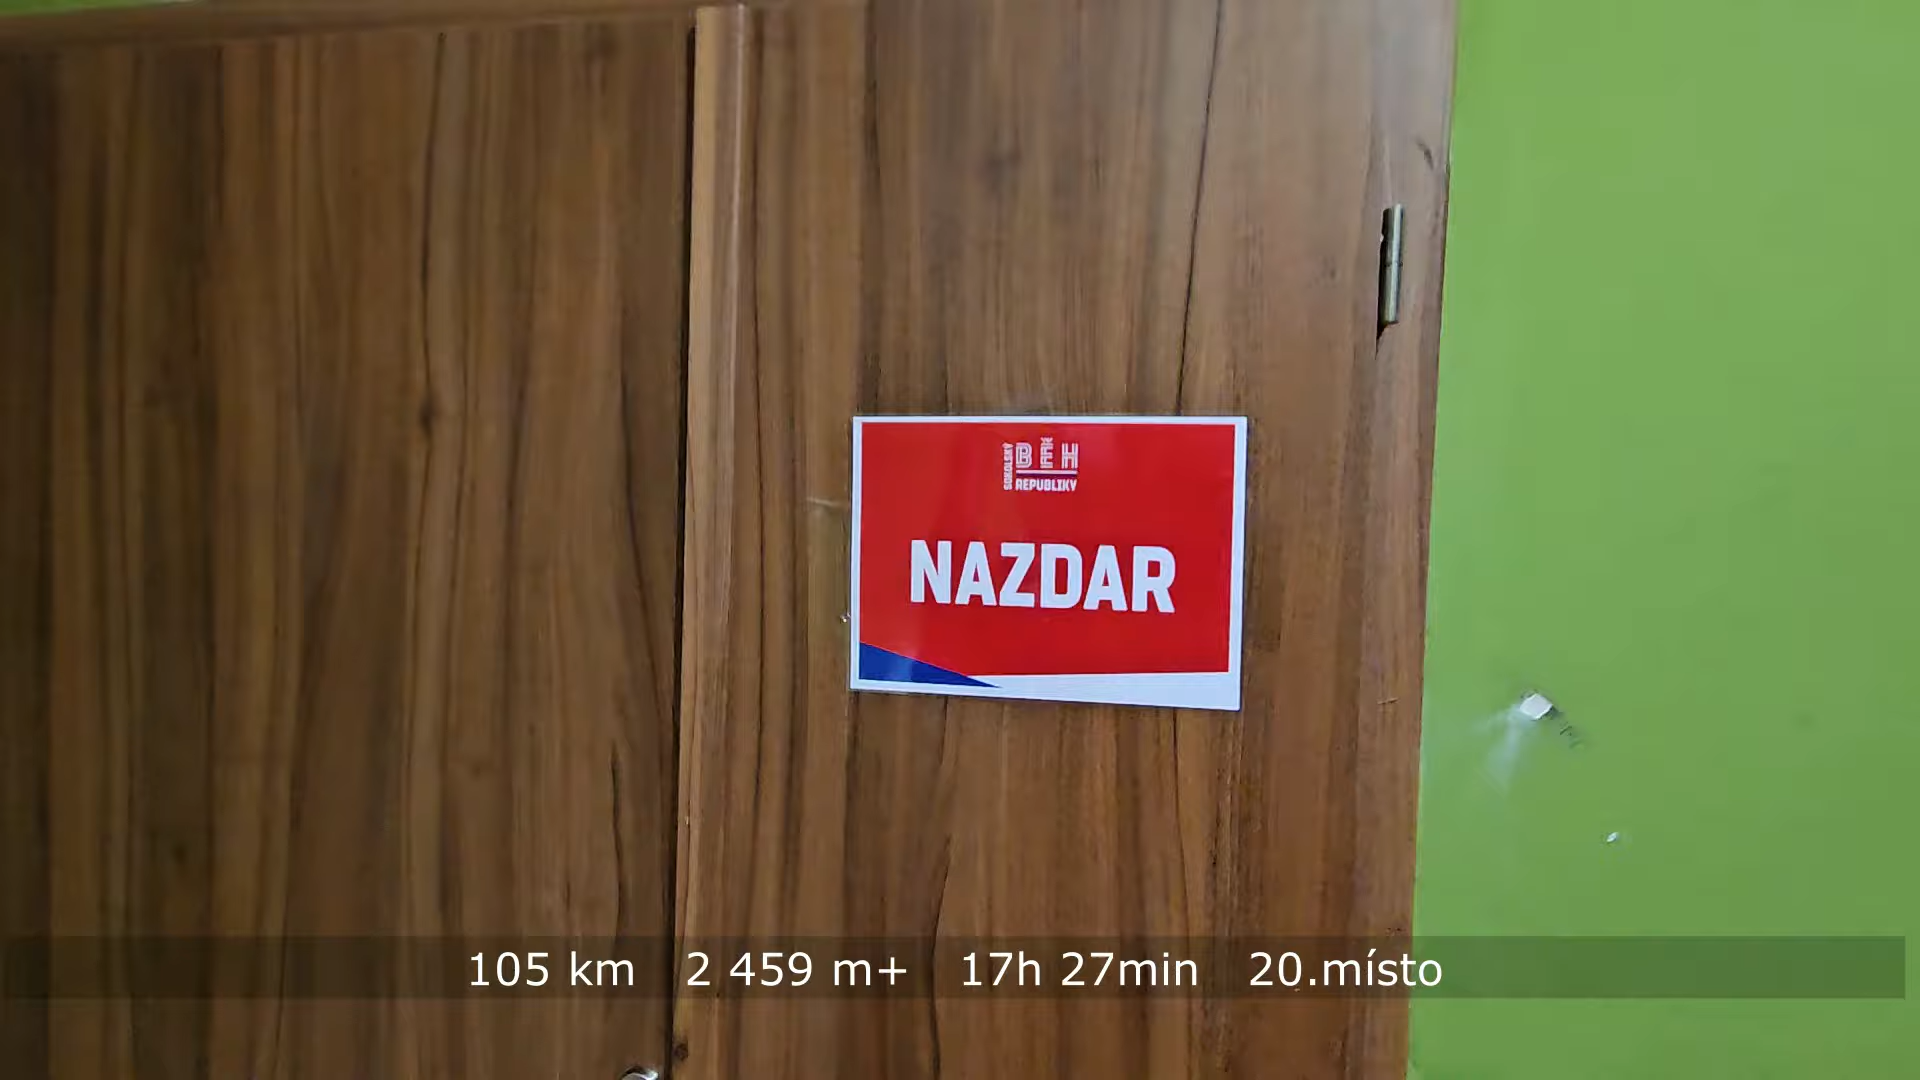 SOKOLSKÝ
BĚH
REPUBLIKY
NAZDAR
105 km 2 459 m+ 17h 27min 20.místo